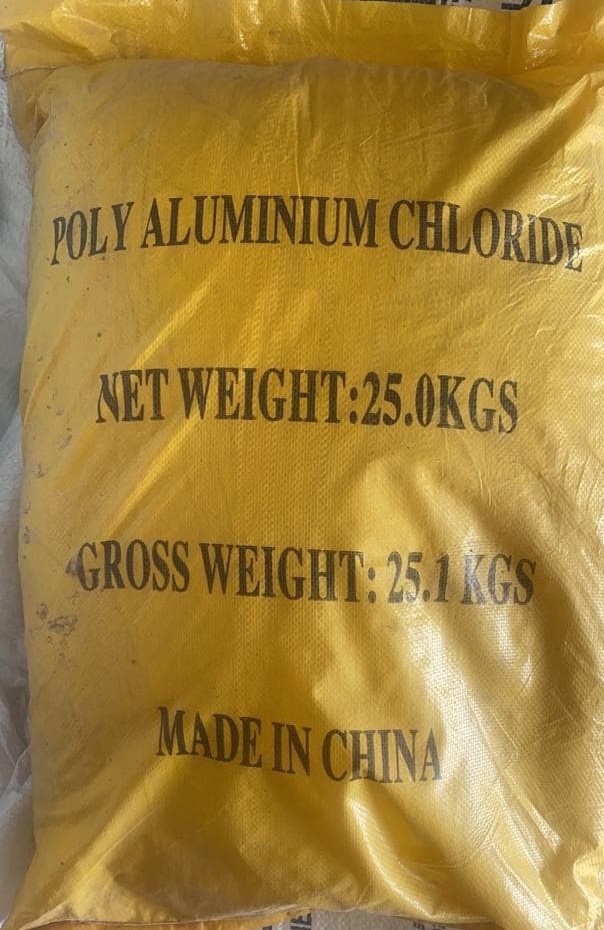 POLY ALUMINIUM CHLORIDE
NET WEIGHT:25.0KGS
GROSS WEIGHT: 25.1 KGS
MADE IN CHINA